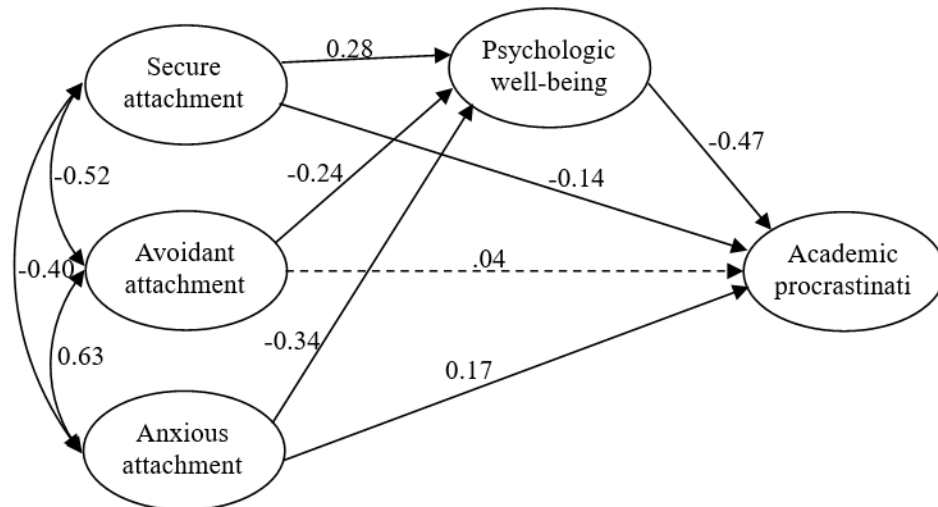 Secure
attachment
0.28
Psychologic
well-being
-0.52
-0.24
-0.14
-0.47
-0.40
Avoidant
attachment
.04
Academic
procrastinati
0.63
-0.34
0.17
Anxious
attachment